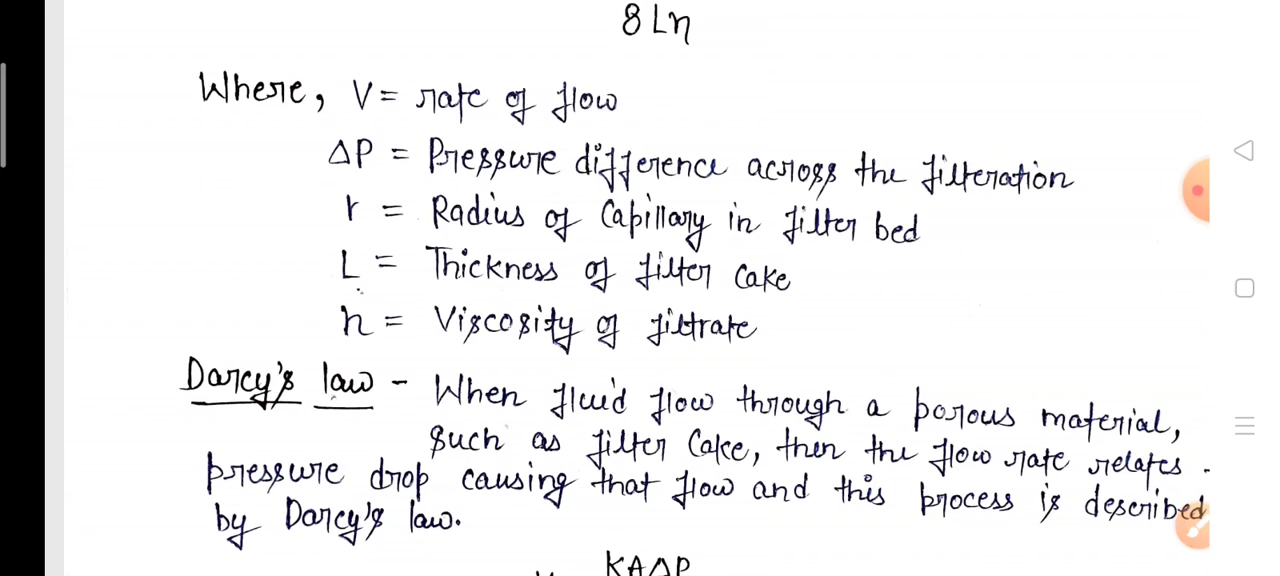 8Lη
Where, V = rate of flow
ΔP = Pressure difference across the filteration
r = Radius of Capillary in filter bed
L = Thickness of filter cake
η = Viscosity of filtrate
Darcy's law - When fluid flow through a porous material,
such as filter Cake, then the flow rate relates
pressure drop causing that flow and this process is described
by Darcy's law.
KAΔP